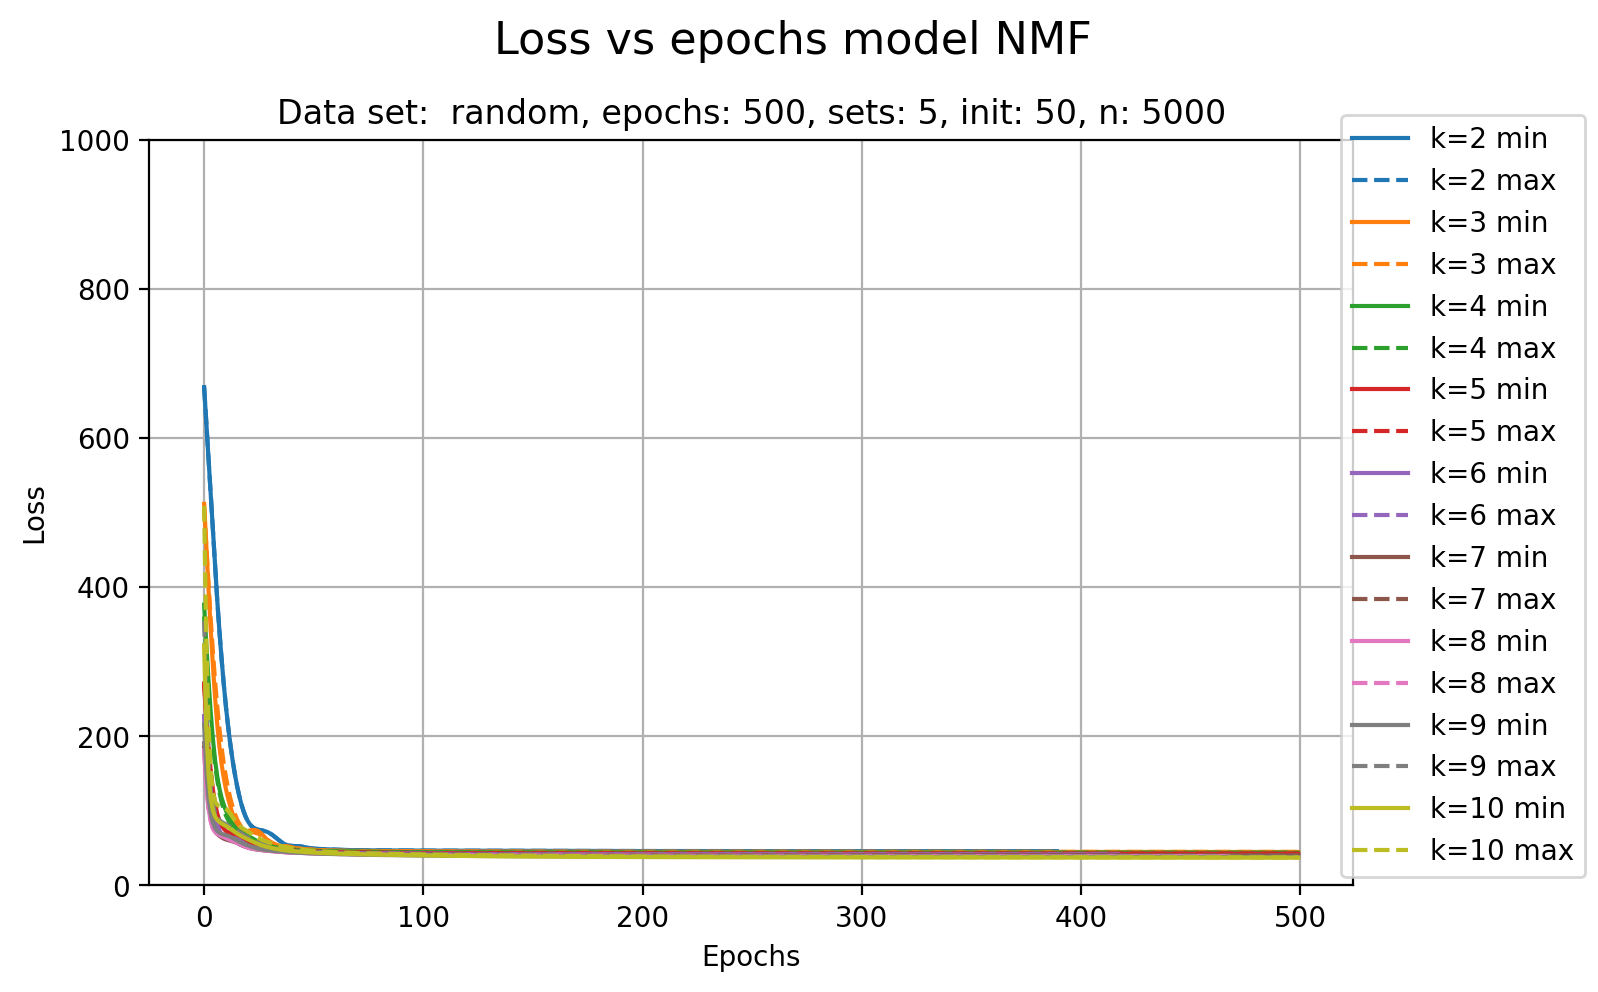 Loss vs epochs model NMF
Data set:  random, epochs: 500, sets: 5, init: 50, n: 5000
1000
800
600
400
200
0
Loss
0 100 200 300 400 500
Epochs
k=2 min
k=2 max
k=3 min
k=3 max
k=4 min
k=4 max
k=5 min
k=5 max
k=6 min
k=6 max
k=7 min
k=7 max
k=8 min
k=8 max
k=9 min
k=9 max
k=10 min
k=10 max